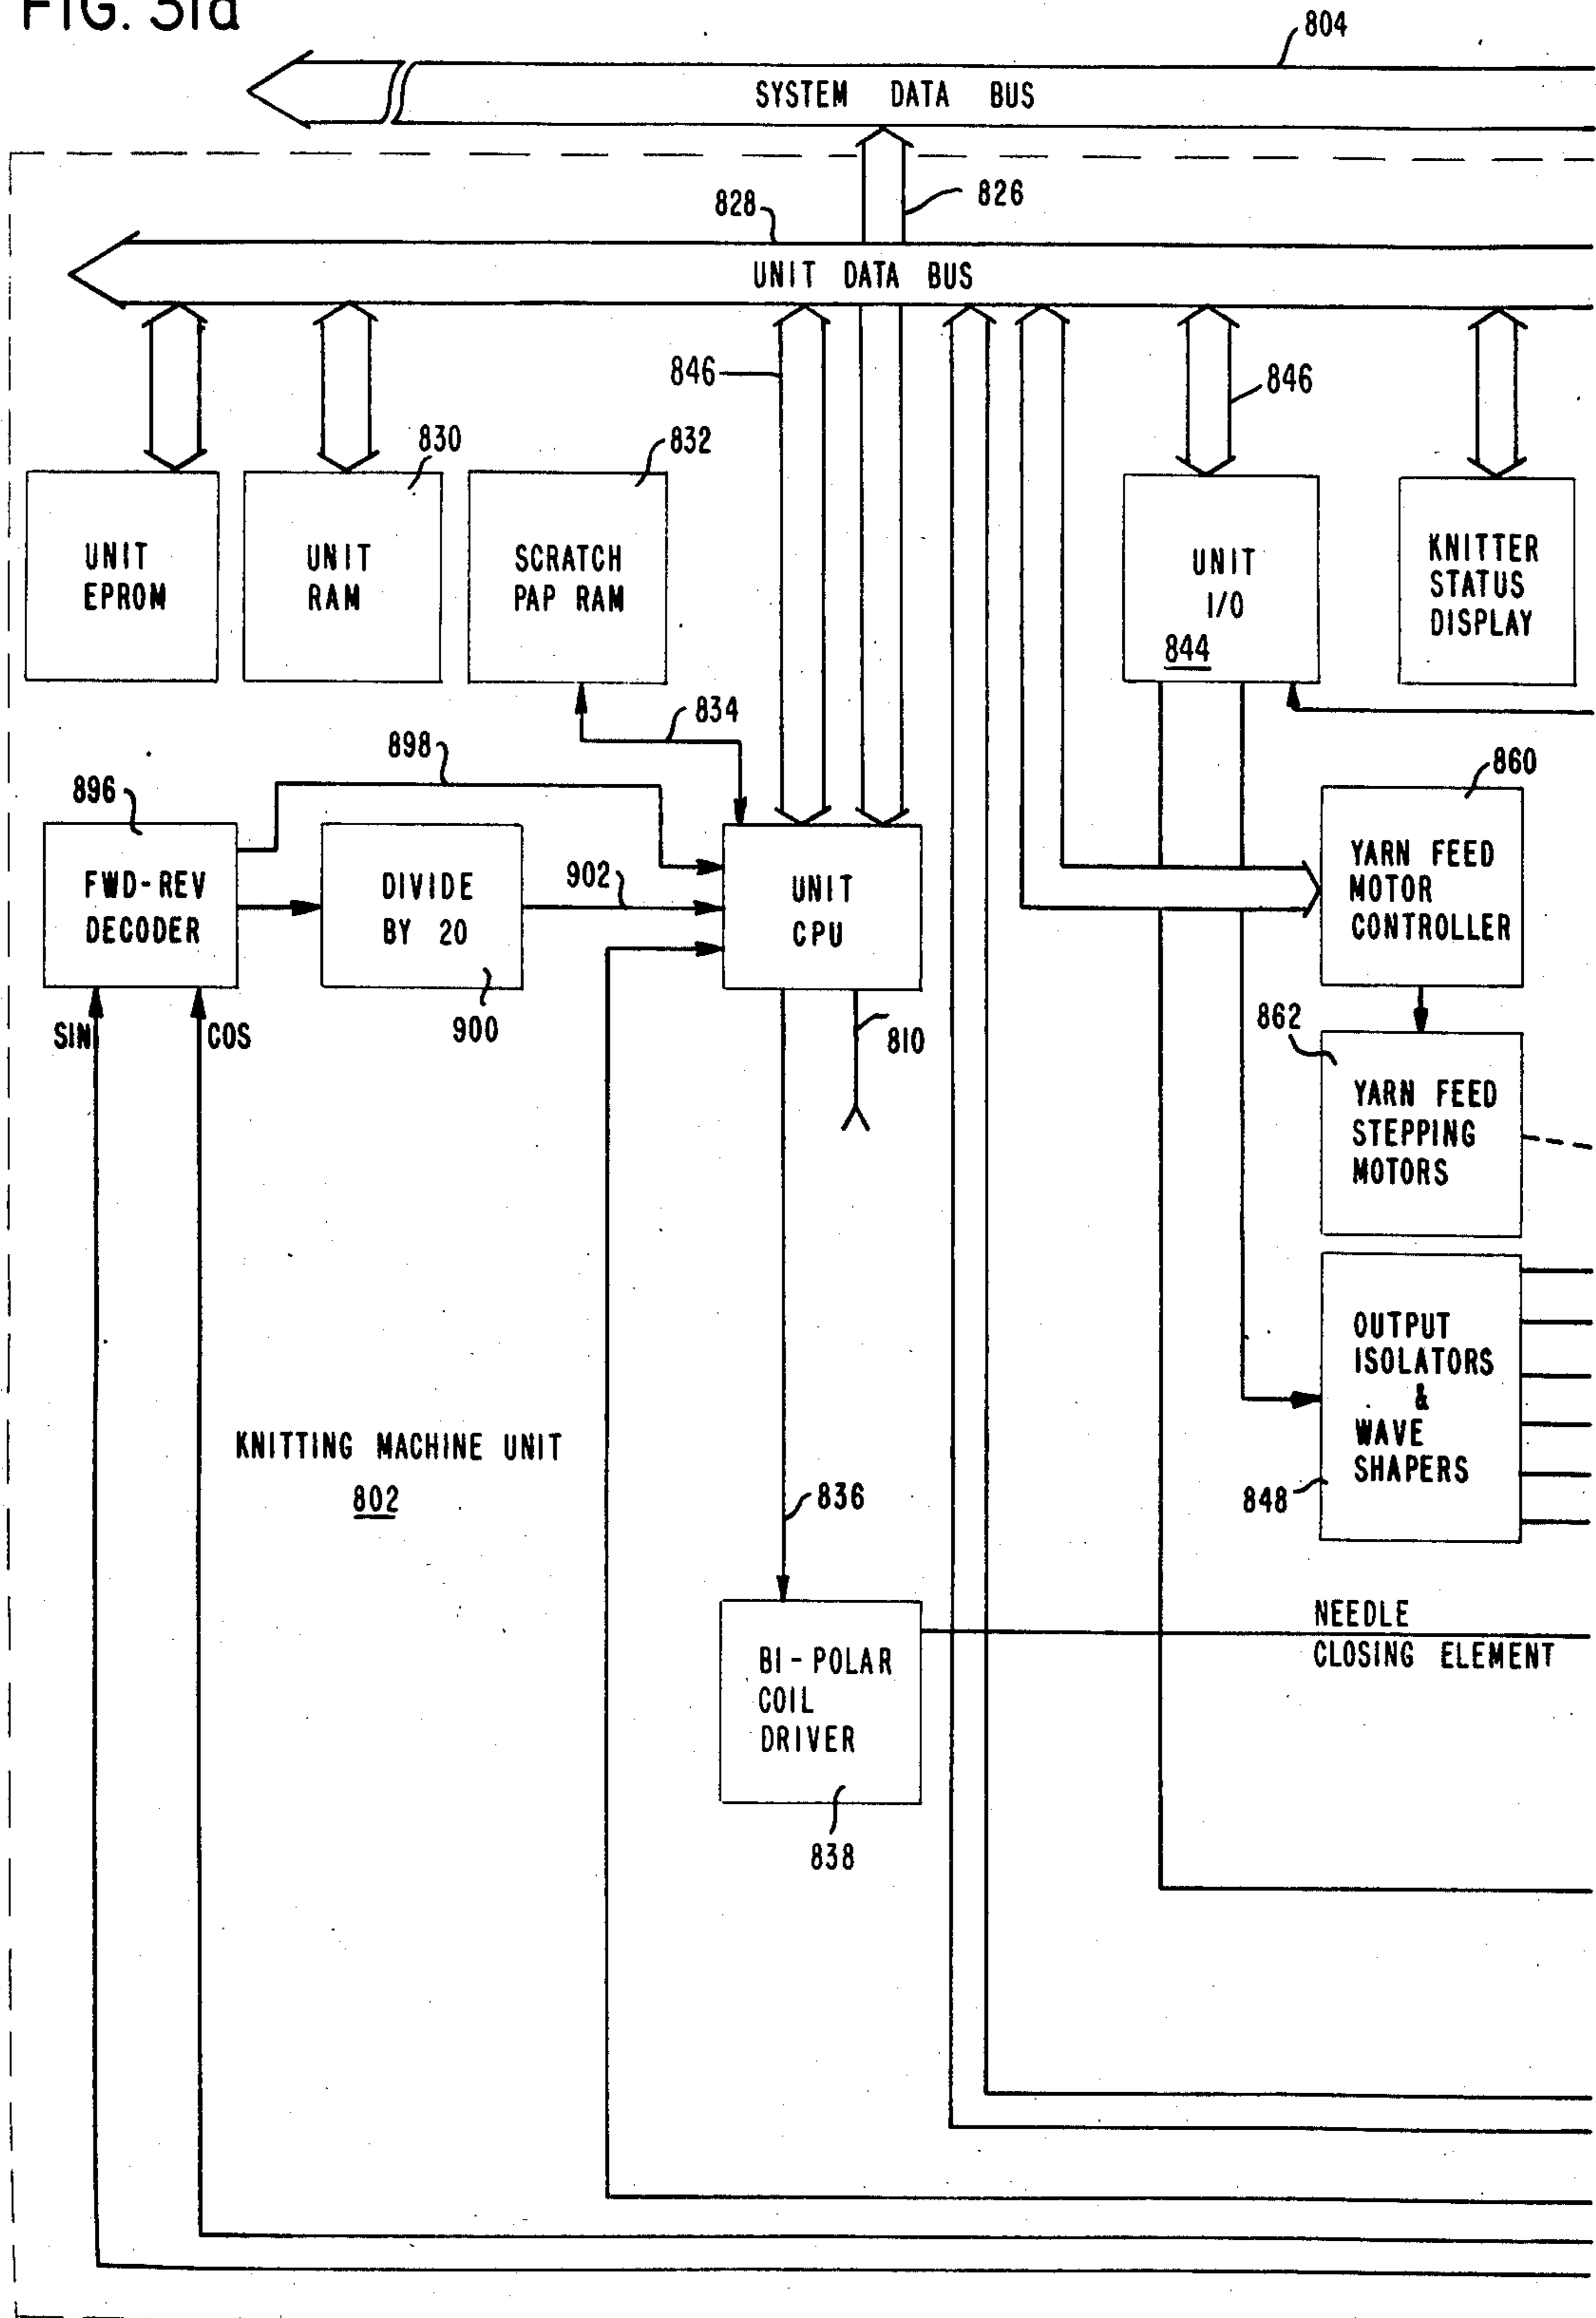 FIG. 31a
804
SYSTEM DATA BUS
826
828
UNIT DATA BUS
846
846
830
832
UNIT
EPROM
UNIT
RAM
SCRATCH
PAP RAM
UNIT
I/O
844
KNITTER
STATUS
DISPLAY
834
898
896
860
FWD-REV
DECODER
DIVIDE
BY 20
902
UNIT
CPU
YARN FEED
MOTOR
CONTROLLER
SIN
COS
900
810
862
YARN FEED
STEPPING
MOTORS
OUTPUT
ISOLATORS
&
WAVE
SHAPERS
848
KNITTING MACHINE UNIT
802
836
NEEDLE
CLOSING ELEMENT
BI-POLAR
COIL
DRIVER
838